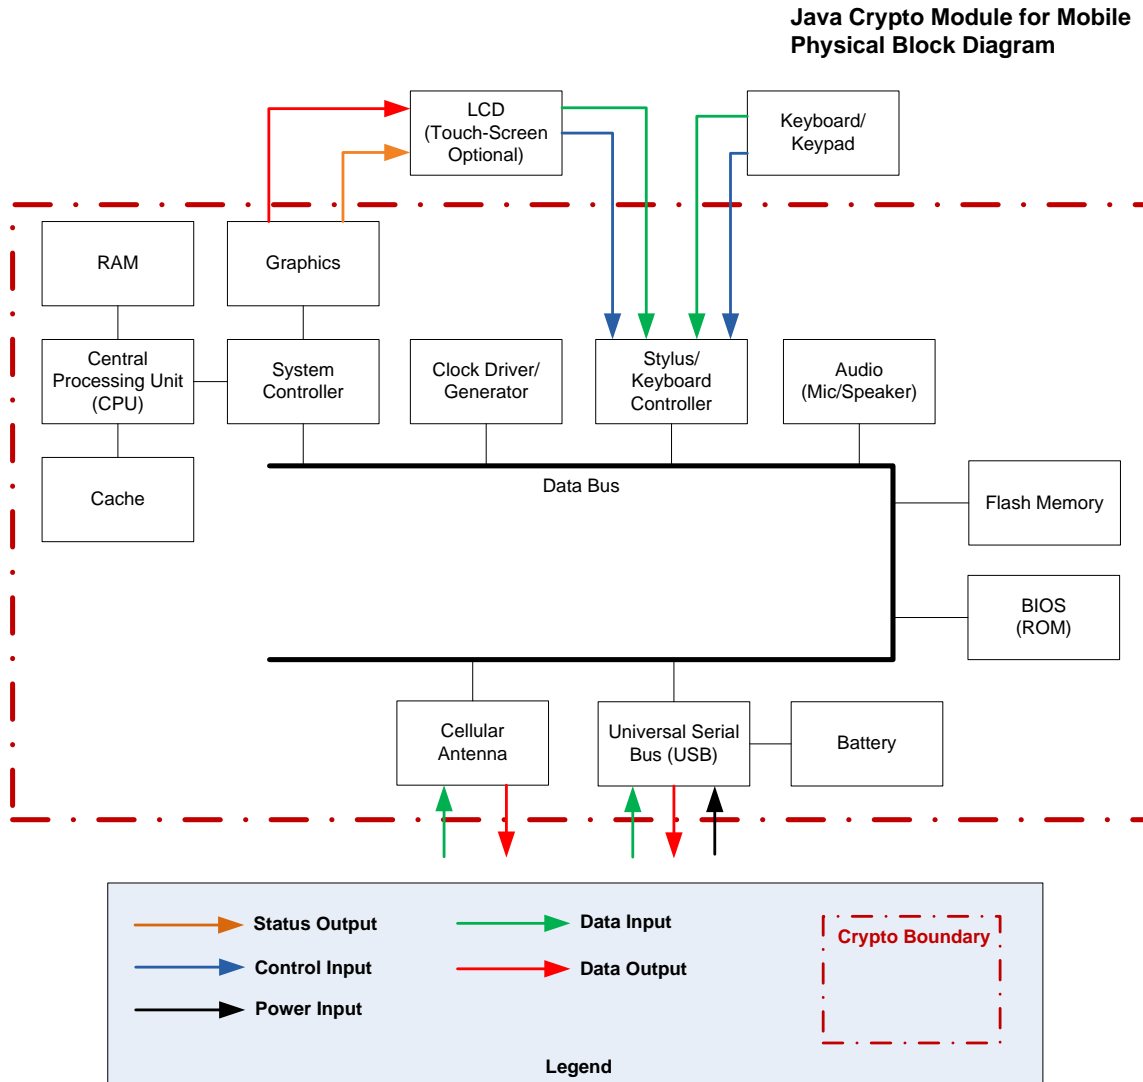 Java Crypto Module for Mobile
Physical Block Diagram
LCD
(Touch-Screen
Optional)
Keyboard/
Keypad
RAM
Graphics
Central
Processing Unit
(CPU)
System
Controller
Clock Driver/
Generator
Stylus/
Keyboard
Controller
Audio
(Mic/Speaker)
Cache
Data Bus
Flash Memory
BIOS
(ROM)
Cellular
Antenna
Universal Serial
Bus (USB)
Battery
Status Output
Data Input
Crypto Boundary
Control Input
Data Output
Power Input
Legend